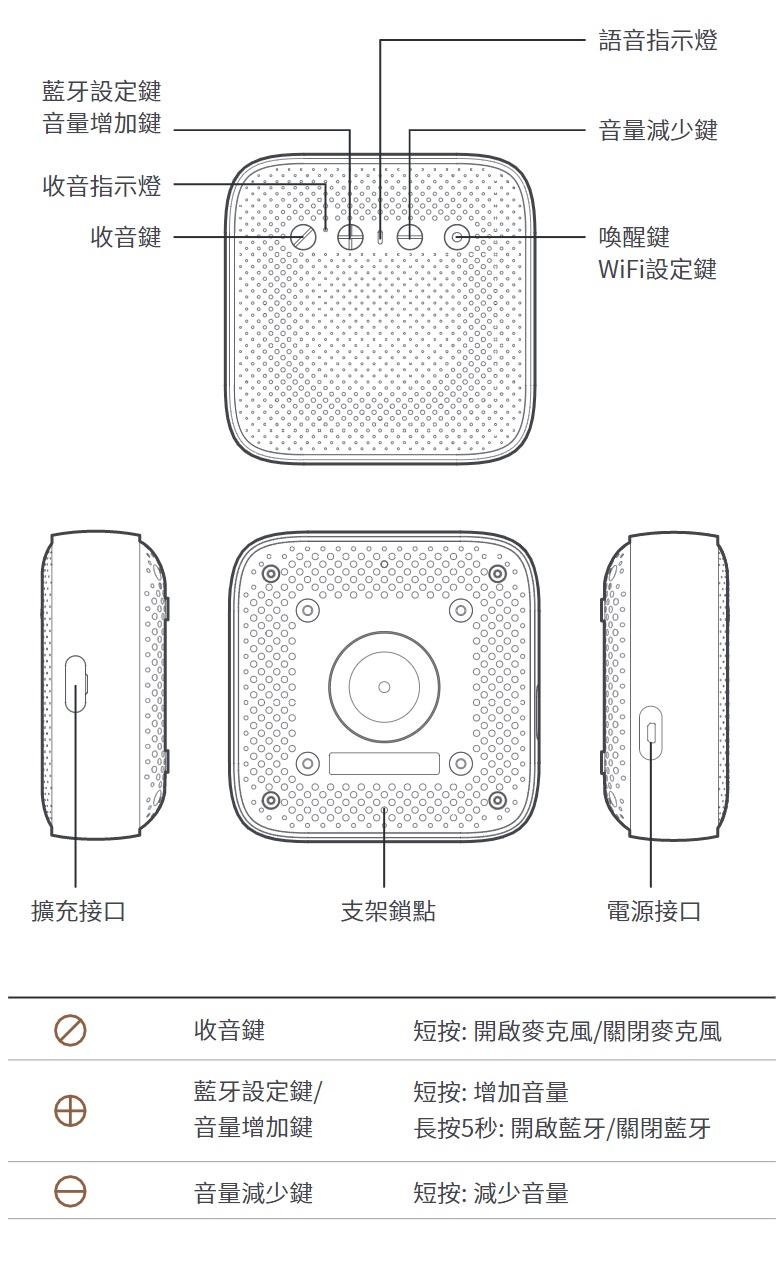 語音指示燈
藍牙設定鍵
音量增加鍵
音量減少鍵
收音指示燈
收音鍵
喚醒鍵
WiFi設定鍵
擴充接口
支架鎖點
電源接口
收音鍵
短按: 開啟麥克風/關閉麥克風
藍牙設定鍵/
音量增加鍵
短按: 增加音量
長按5秒: 開啟藍牙/關閉藍牙
音量減少鍵
短按: 減少音量